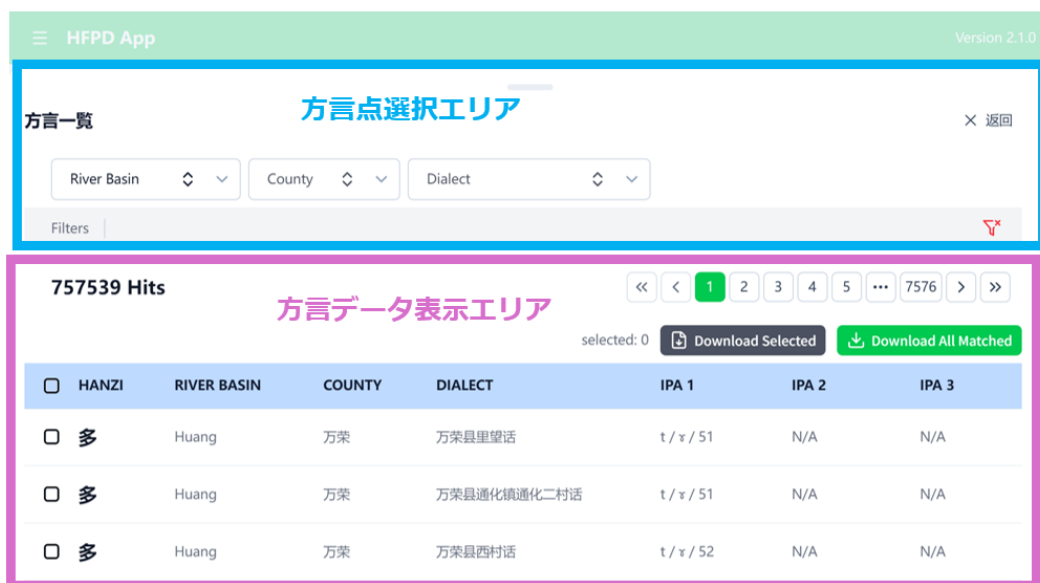 HFPD App Version 2.1.0
方言点選択エリア
方言一覧 返回
River Basin County Dialect
Filters
757539 Hits 1 2 3 4 5 ••• 7576
方言データ表示エリア
selected: 0 Download Selected Download All Matched
HANZI RIVER BASIN COUNTY DIALECT IPA 1 IPA 2 IPA 3
多 Huang 万荣 万荣县里望话 t / ɤ / 51 N/A N/A
多 Huang 万荣 万荣县通化镇通化二村话 t / ɤ / 51 N/A N/A
多 Huang 万荣 万荣县西村话 t / ɤ / 52 N/A N/A